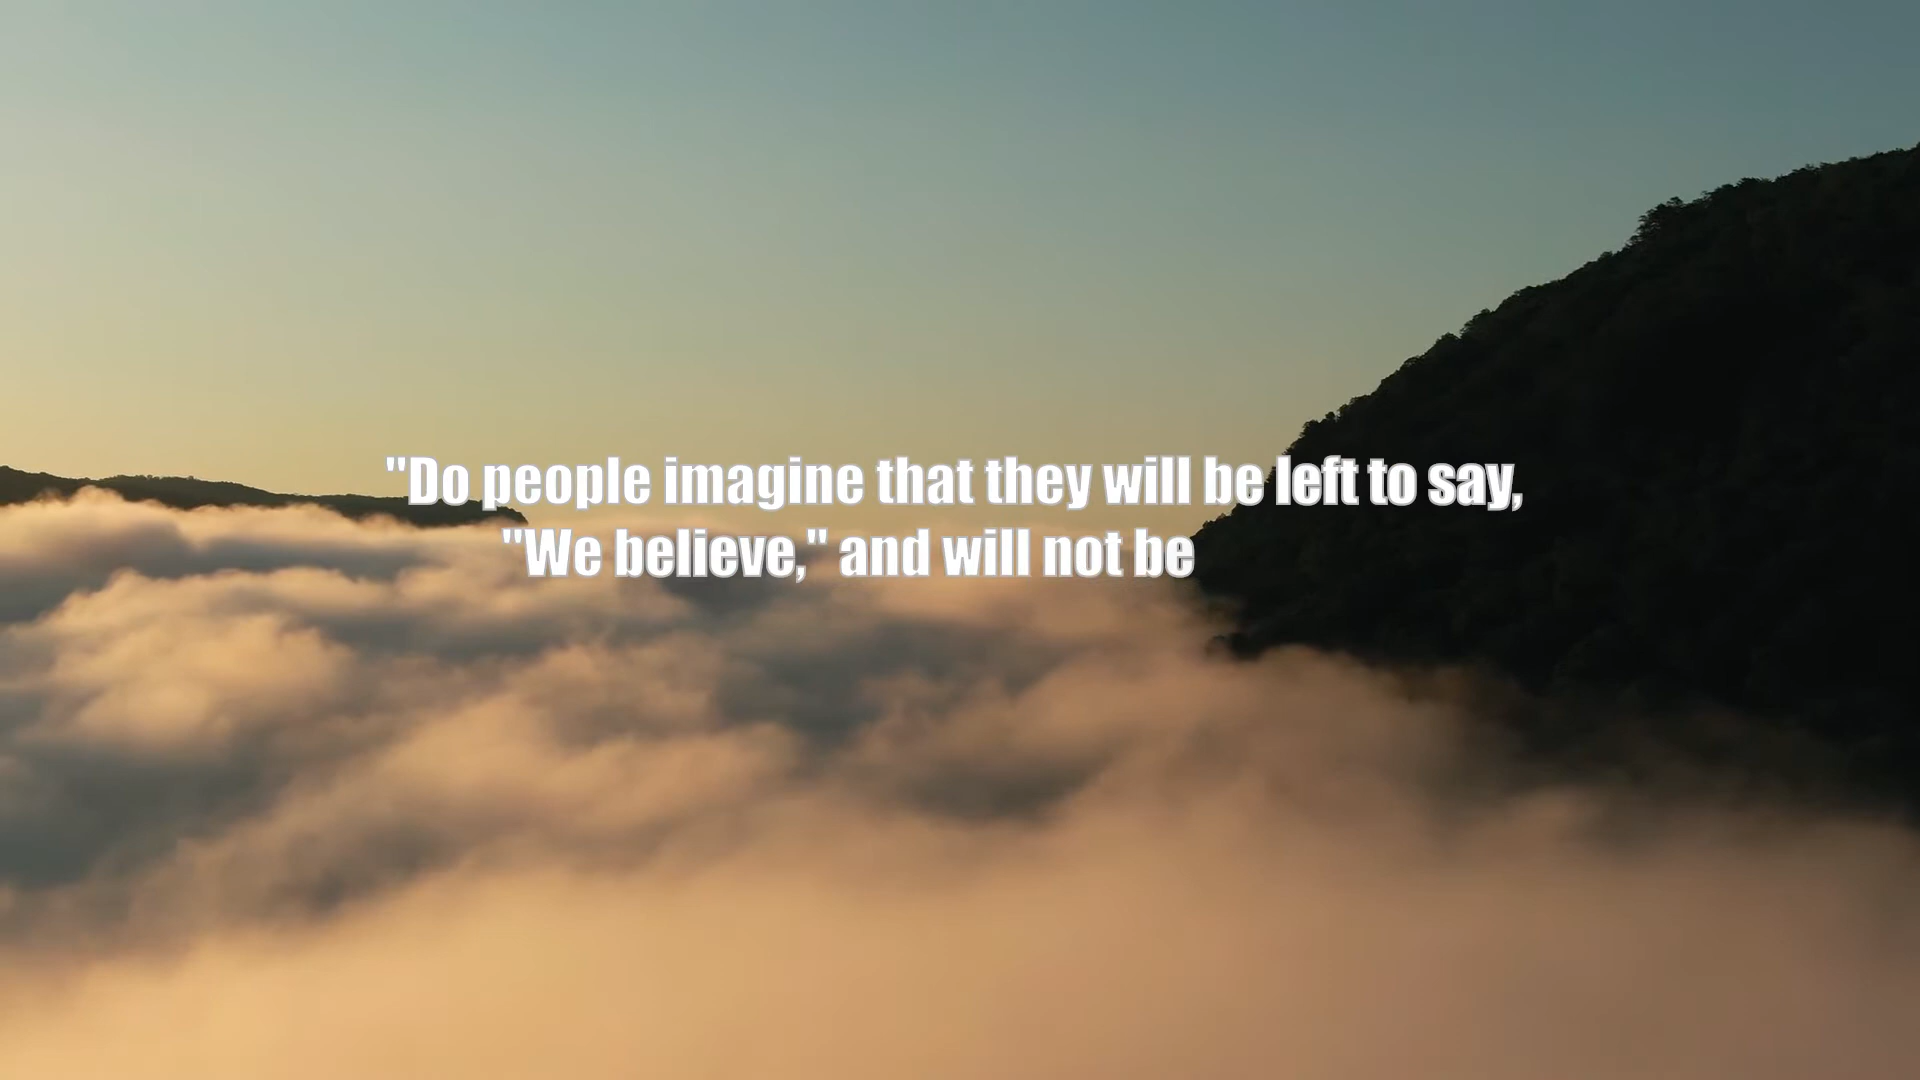 "Do people imagine that they will be left to say,
"We believe," and will not be